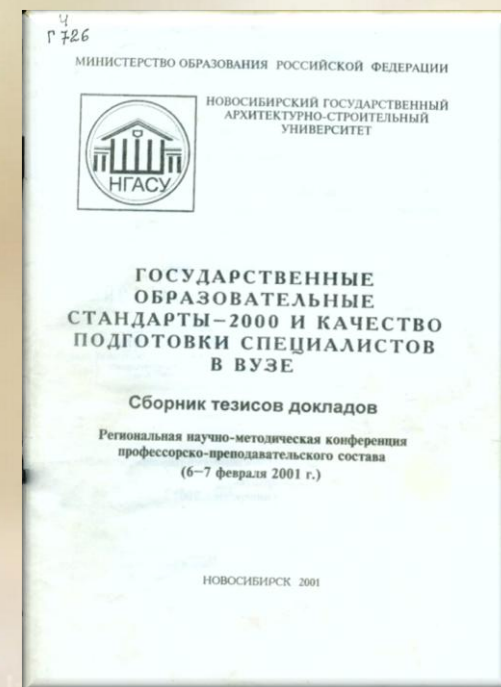 Ч
Г 726
МИНИСТЕРСТВО ОБРАЗОВАНИЯ РОССИЙСКОЙ ФЕДЕРАЦИИ
НГАСУ
НОВОСИБИРСКИЙ ГОСУДАРСТВЕННЫЙ
АРХИТЕКТУРНО-СТРОИТЕЛЬНЫЙ
УНИВЕРСИТЕТ
ГОСУДАРСТВЕННЫЕ
ОБРАЗОВАТЕЛЬНЫЕ
СТАНДАРТЫ–2000 И КАЧЕСТВО
ПОДГОТОВКИ СПЕЦИАЛИСТОВ
В ВУЗЕ
Сборник тезисов докладов
Региональная научно-методическая конференция
профессорско-преподавательского состава
(6–7 февраля 2001 г.)
НОВОСИБИРСК 2001